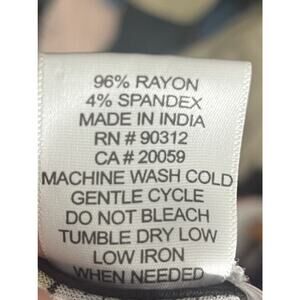 96% RAYON
4% SPANDEX
MADE IN INDIA
RN # 90312
CA # 20059
MACHINE WASH COLD
GENTLE CYCLE
DO NOT BLEACH
TUMBLE DRY LOW
LOW IRON
WHEN NEEDED